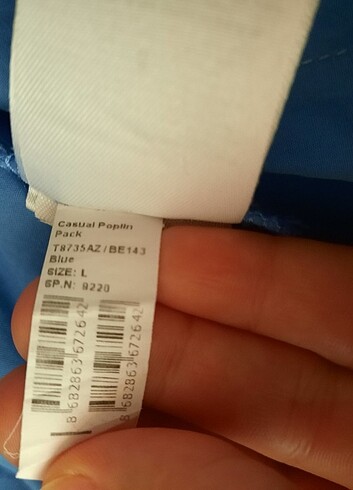 Casual Poplin
Pack
T8735AZ / BE143
Blue
SIZE: L
SP.N: 8220
8 682863 672642
8 682863 672642